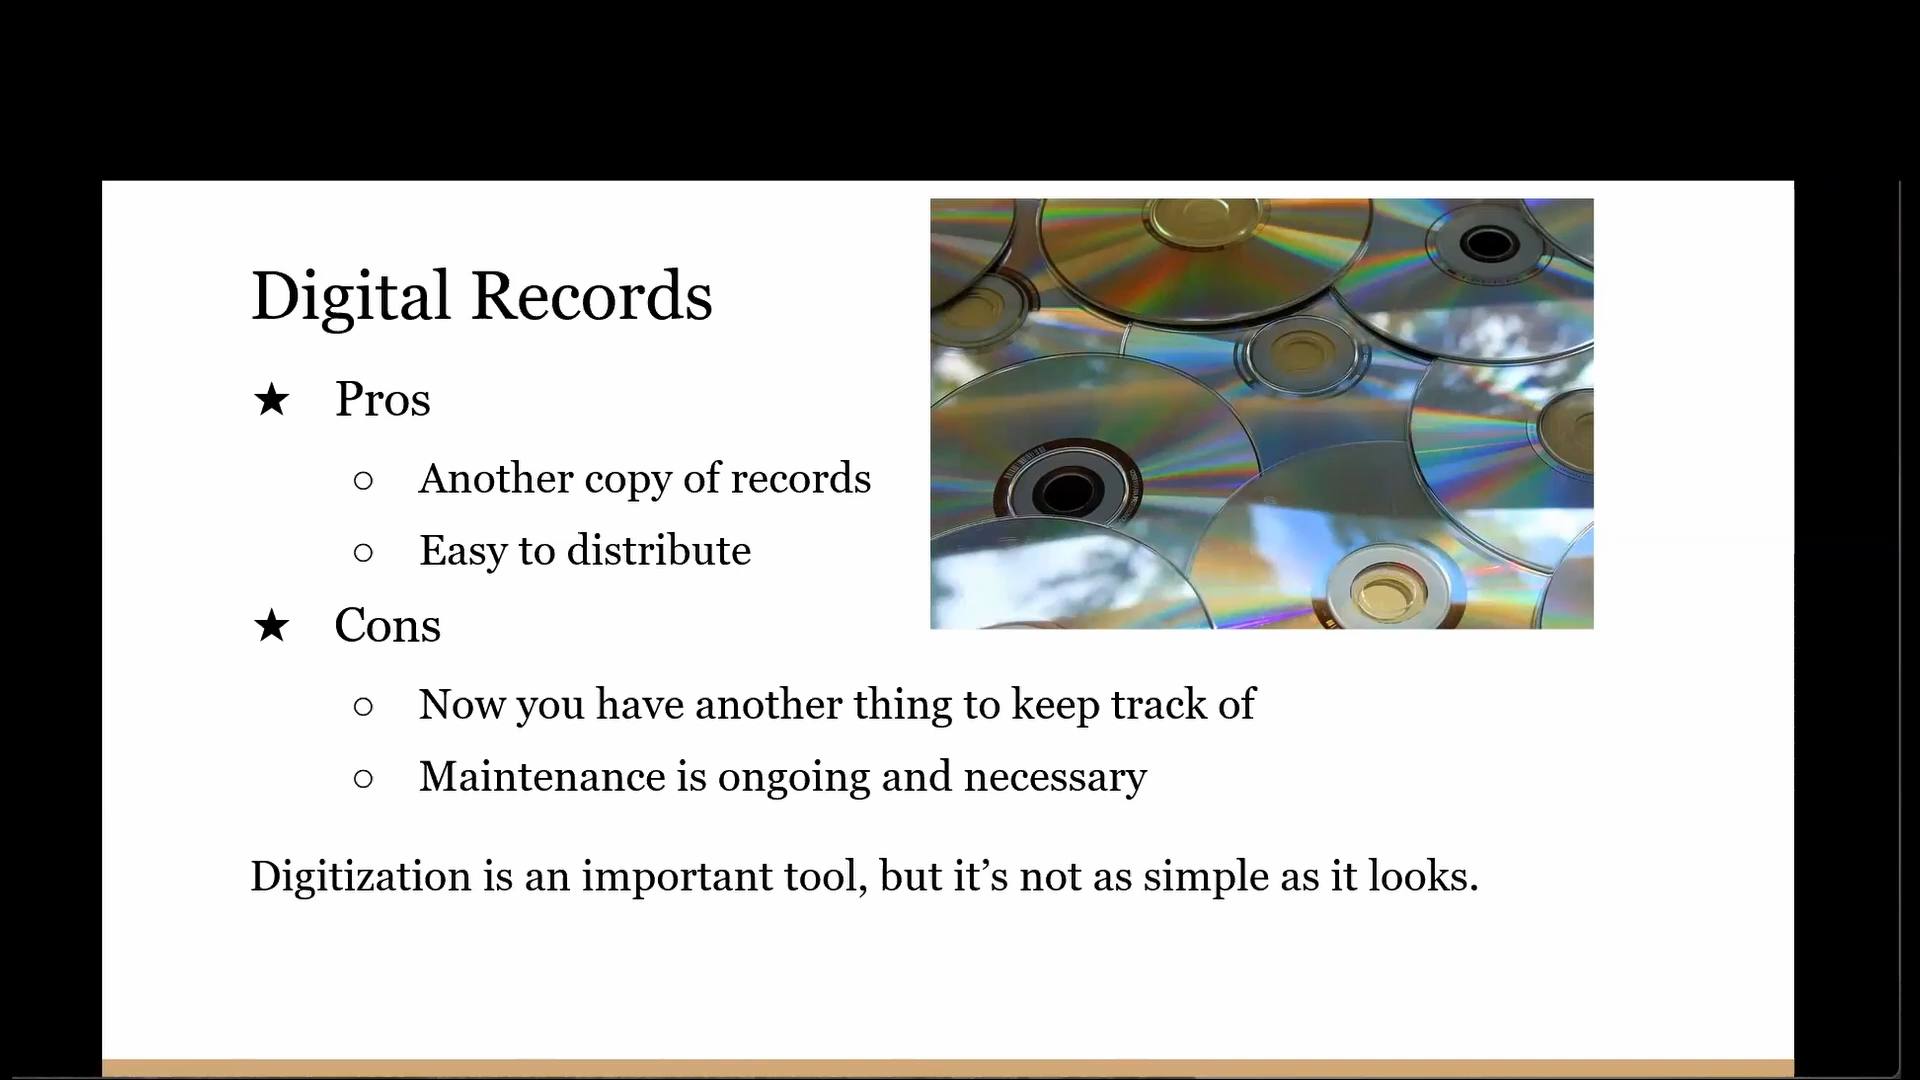 Digital Records
★ Pros
○ Another copy of records
○ Easy to distribute
★ Cons
○ Now you have another thing to keep track of
○ Maintenance is ongoing and necessary
Digitization is an important tool, but it’s not as simple as it looks.